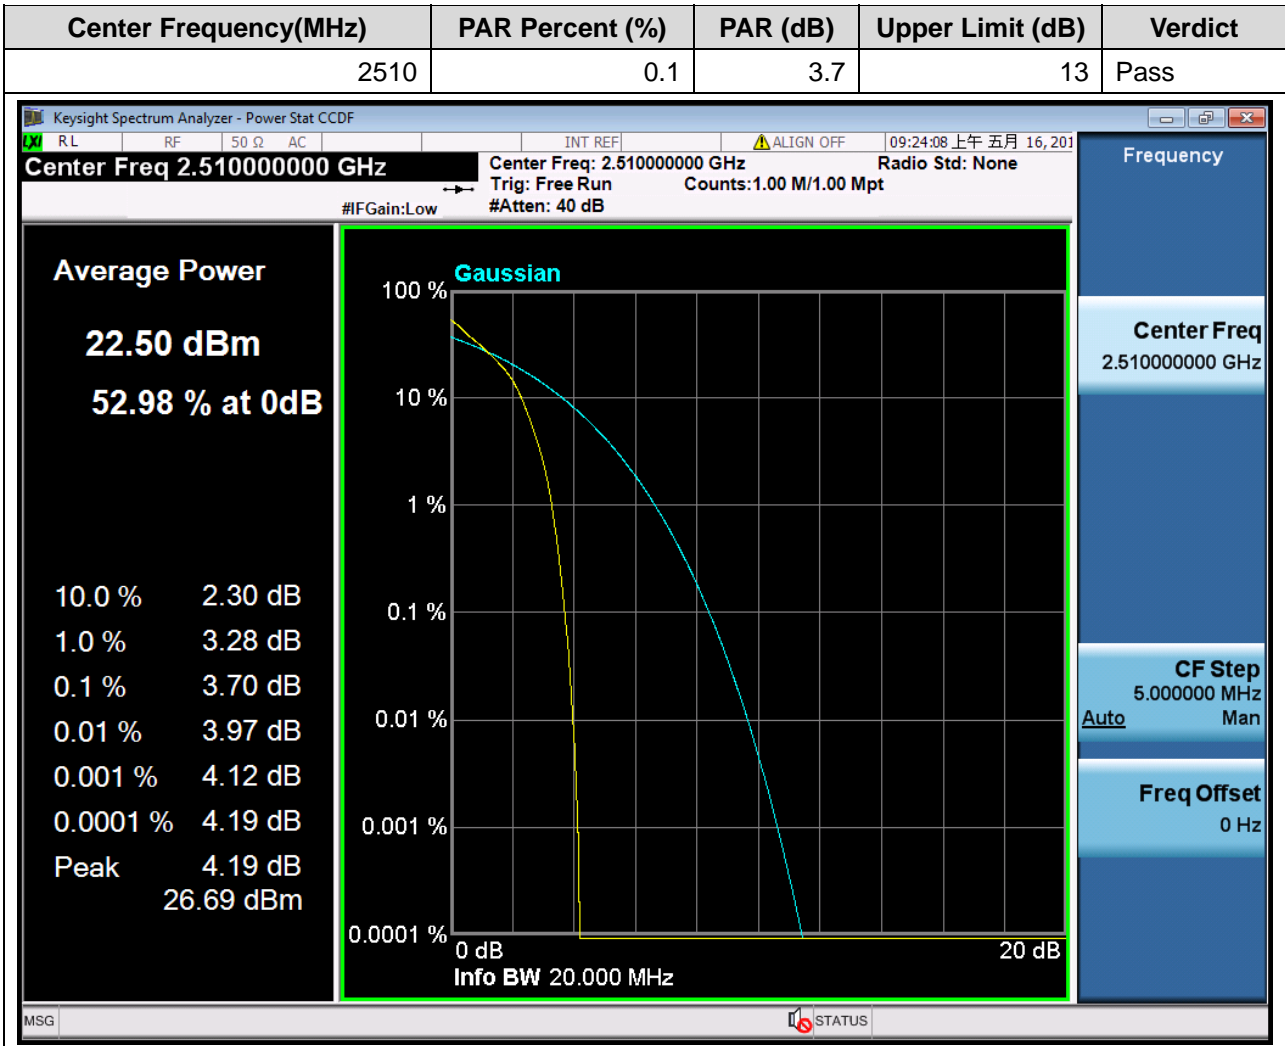 Center Frequency(MHz) PAR Percent (%) PAR (dB) Upper Limit (dB) Verdict
2510 0.1 3.7 13 Pass
Keysight Spectrum Analyzer - Power Stat CCDF
LXI RL RF 50 Ω AC INT REF ALIGN OFF 09:24:08 上午 五月 16, 201
Center Freq 2.510000000 GHz
Center Freq: 2.510000000 GHz Radio Std: None
Trig: Free Run Counts:1.00 M/1.00 Mpt
#IFGain:Low #Atten: 40 dB
Frequency
Average Power
22.50 dBm
52.98 % at 0dB
10.0 % 2.30 dB
1.0 % 3.28 dB
0.1 % 3.70 dB
0.01 % 3.97 dB
0.001 % 4.12 dB
0.0001 % 4.19 dB
Peak 4.19 dB
26.69 dBm
Gaussian
100 %
10 %
1 %
0.1 %
0.01 %
0.001 %
0.0001 %
0 dB 20 dB
Info BW 20.000 MHz
Center Freq
2.510000000 GHz
CF Step
5.000000 MHz
Auto Man
Freq Offset
0 Hz
MSG STATUS